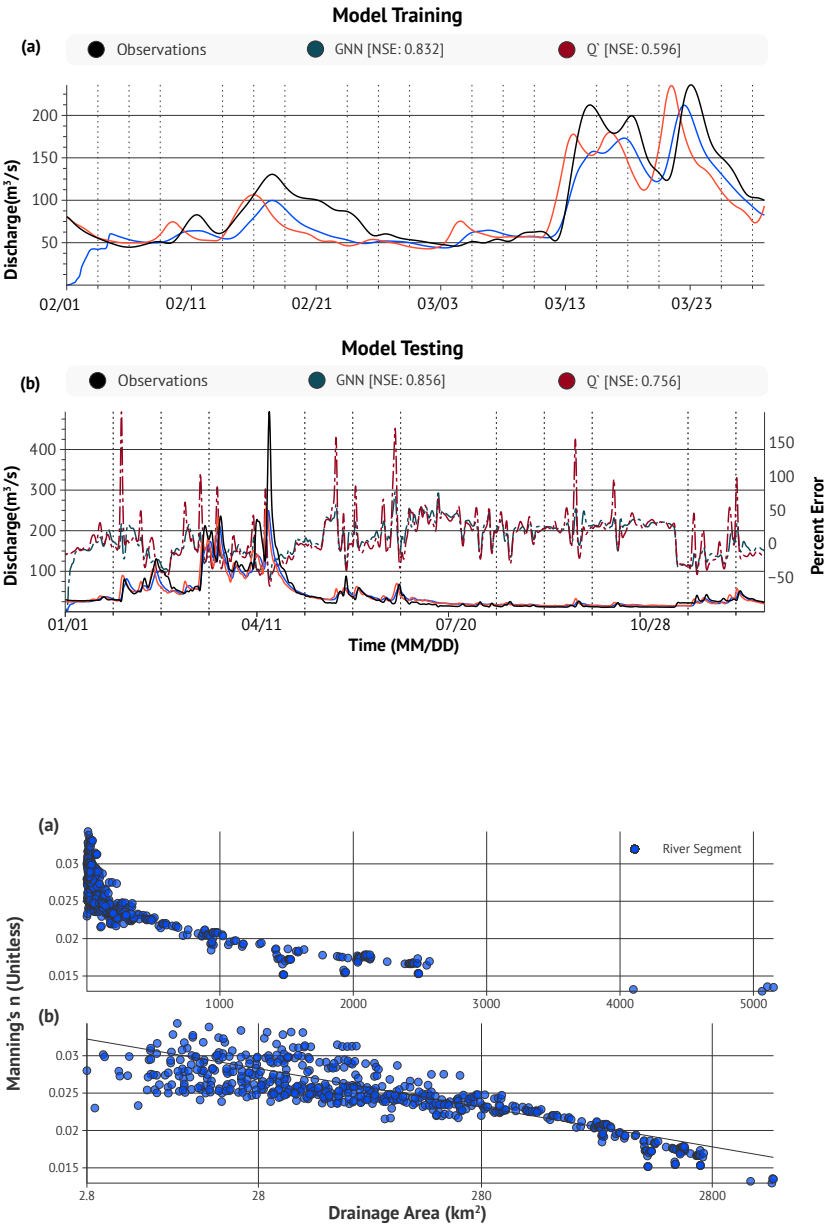 Model Training
(a)
Observations
GNN [NSE: 0.832]
Q` [NSE: 0.596]
Discharge(m³/s)
200
150
100
50
02/01
02/11
02/21
03/03
03/13
03/23
Model Testing
(b)
Observations
GNN [NSE: 0.856]
Q` [NSE: 0.756]
Discharge(m³/s)
400
300
200
100
150
100
50
0
−50
Percent Error
01/01
04/11
07/20
10/28
Time (MM/DD)
(a)
River Segment
Manning's n (Unitless)
0.03
0.025
0.02
0.015
1000
2000
3000
4000
5000
(b)
0.03
0.025
0.02
0.015
2.8
28
280
2800
Drainage Area (km²)